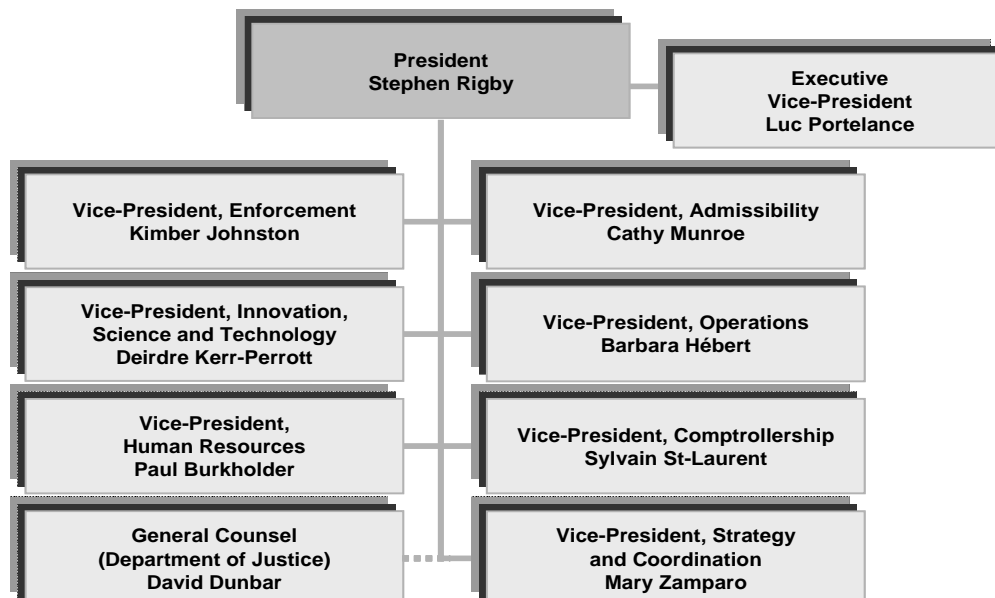 President
Stephen Rigby
Executive
Vice-President
Luc Portelance
Vice-President, Enforcement
Kimber Johnston
Vice-President, Admissibility
Cathy Munroe
Vice-President, Innovation,
Science and Technology
Deirdre Kerr-Perrott
Vice-President, Operations
Barbara Hébert
Vice-President,
Human Resources
Paul Burkholder
Vice-President, Comptrollership
Sylvain St-Laurent
General Counsel
(Department of Justice)
David Dunbar
Vice-President, Strategy
and Coordination
Mary Zamparo